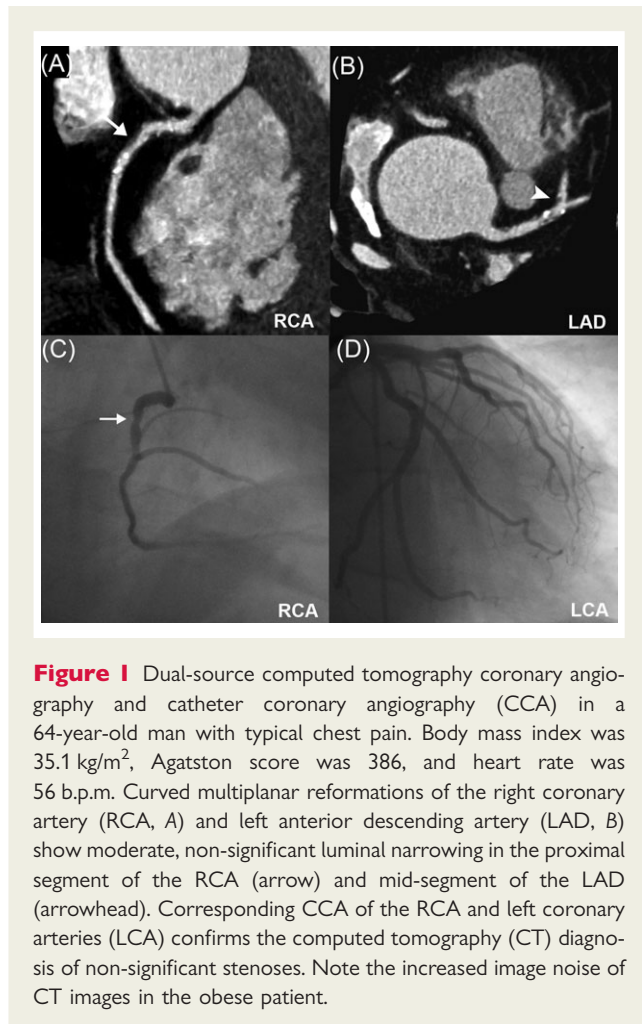 (A)
(B)
RCA
LAD
(C)
(D)
RCA
LCA
Figure 1 Dual-source computed tomography coronary angio-
graphy and catheter coronary angiography (CCA) in a
64-year-old man with typical chest pain. Body mass index was
35.1 kg/m², Agatston score was 386, and heart rate was
56 b.p.m. Curved multiplanar reformations of the right coronary
artery (RCA, A) and left anterior descending artery (LAD, B)
show moderate, non-significant luminal narrowing in the proximal
segment of the RCA (arrow) and mid-segment of the LAD
(arrowhead). Corresponding CCA of the RCA and left coronary
arteries (LCA) confirms the computed tomography (CT) diagno-
sis of non-significant stenoses. Note the increased image noise of
CT images in the obese patient.